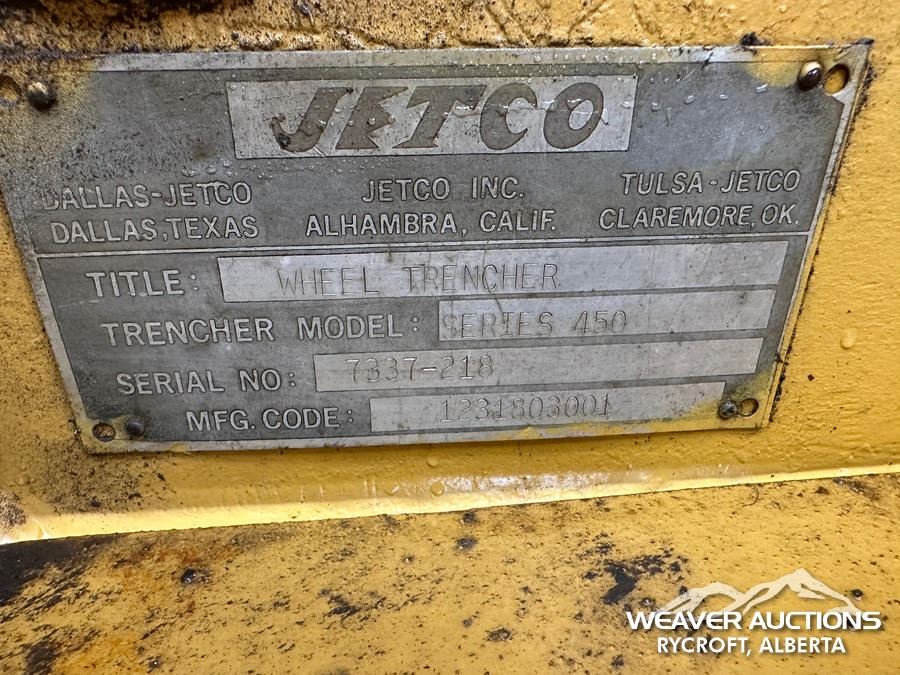 JETCO
DALLAS-JETCO JETCO INC. TULSA-JETCO
DALLAS, TEXAS ALHAMBRA, CALIF. CLAREMORE, OK.
TITLE: WHEEL TRENCHER
TRENCHER MODEL: SERIES 450
SERIAL NO: 7337-218
MFG. CODE: 1231803001
WEAVER AUCTIONS
RYCROFT, ALBERTA